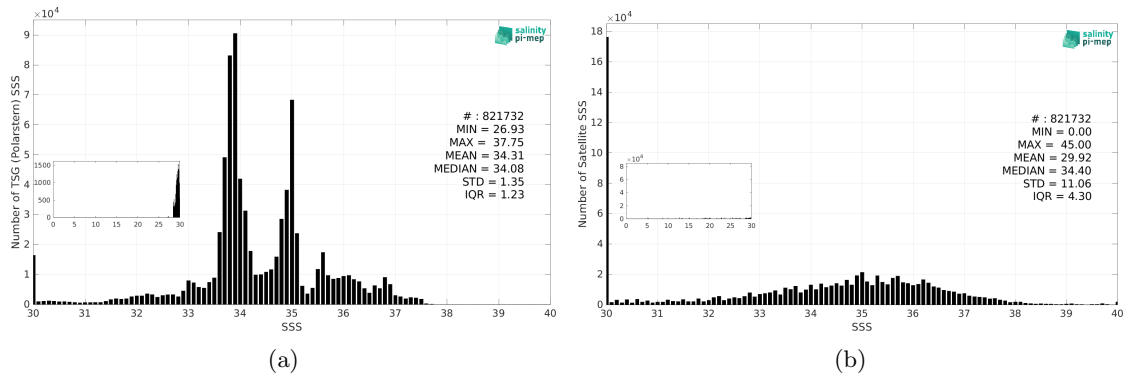 ×10⁴
9
8
7
6
5
4
3
2
1
0
Number of TSG (Polarstern) SSS
salinity
pi-mep
# : 821732
MIN = 26.93
MAX = 37.75
MEAN = 34.31
MEDIAN = 34.08
STD = 1.35
IQR = 1.23
1500
1000
500
0
0 5 10 15 20 25 30
30 31 32 33 34 35 36 37 38 39 40
SSS
(a)
×10⁴
18
16
14
12
10
8
6
4
2
0
Number of Satellite SSS
salinity
pi-mep
# : 821732
MIN = 0.00
MAX = 45.00
MEAN = 29.92
MEDIAN = 34.40
STD = 11.06
IQR = 4.30
×10⁴
8
6
4
2
0
0 5 10 15 20 25 30
30 31 32 33 34 35 36 37 38 39 40
SSS
(b)